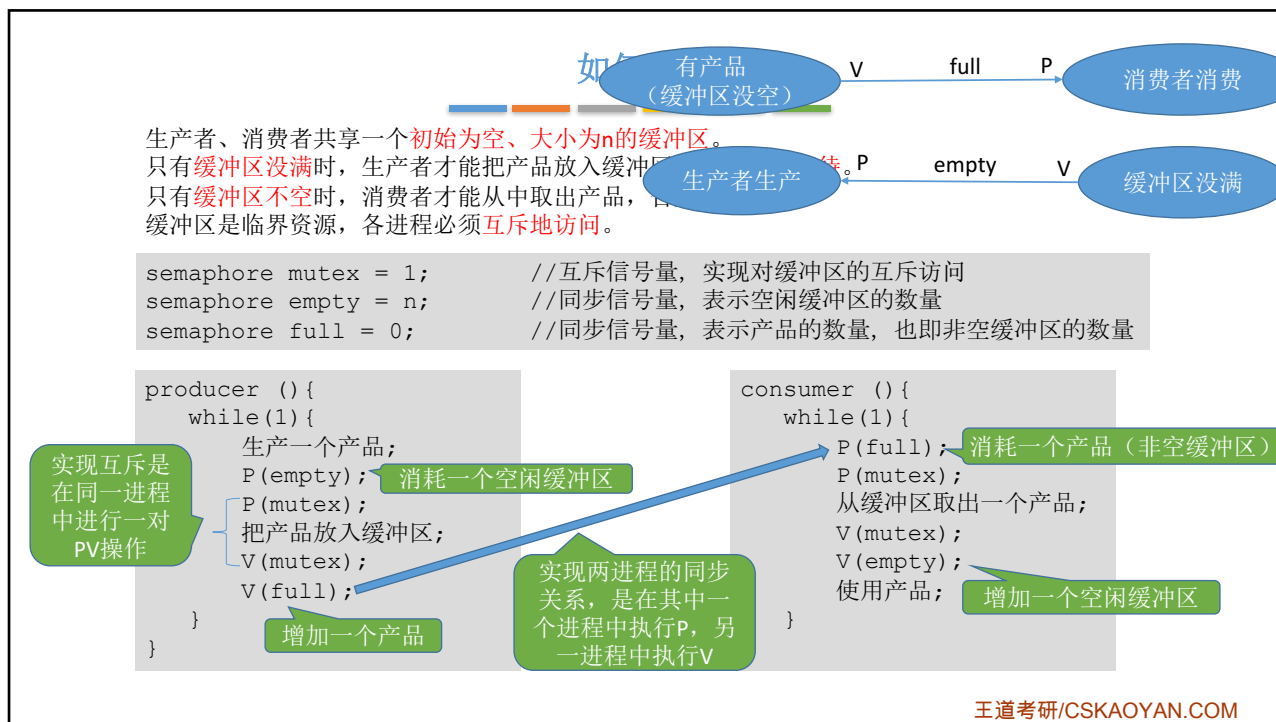 如
有产品
（缓冲区没空）
V full P
消费者消费
生产者、消费者共享一个初始为空、大小为n的缓冲区。
只有缓冲区没满时，生产者才能把产品放入缓冲区
待。
生产者生产
P empty V
缓冲区没满
只有缓冲区不空时，消费者才能从中取出产品，
缓冲区是临界资源，各进程必须互斥地访问。
semaphore mutex = 1; //互斥信号量，实现对缓冲区的互斥访问
semaphore empty = n; //同步信号量，表示空闲缓冲区的数量
semaphore full = 0; //同步信号量，表示产品的数量，也即非空缓冲区的数量
producer (){
while(1){
生产一个产品;
P(empty);
消耗一个空闲缓冲区
P(mutex);
把产品放入缓冲区;
V(mutex);
V(full);
增加一个产品
}
}
实现互斥是
在同一进程
中进行一对
PV操作
实现两进程的同步
关系，是在其中一
个进程中执行P，另
一进程中执行V
consumer (){
while(1){
P(full);
消耗一个产品（非空缓冲区）
P(mutex);
从缓冲区取出一个产品;
V(mutex);
V(empty);
增加一个空闲缓冲区
使用产品;
}
}
王道考研/CSKAOYAN.COM